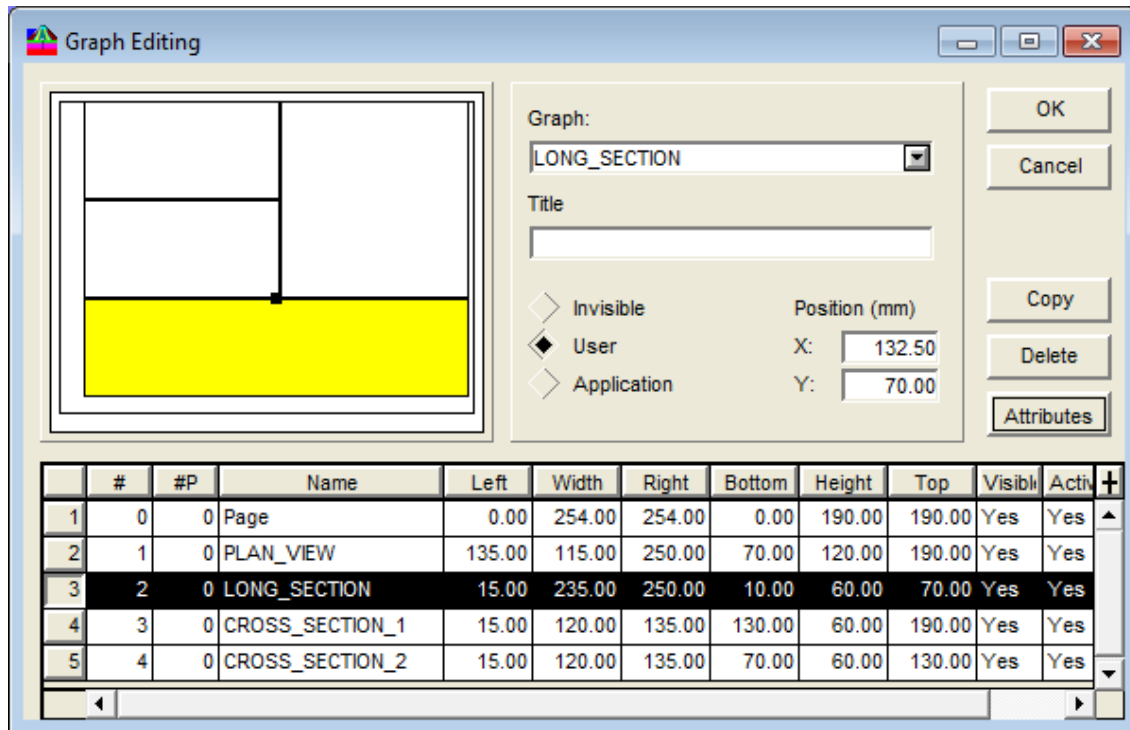 Graph Editing
Graph:
LONG_SECTION
Title
Invisible
User
Application
Position (mm)
X: 132.50
Y: 70.00
OK
Cancel
Copy
Delete
Attributes
# #P Name Left Width Right Bottom Height Top Visibl Activ +
1 0 0 Page 0.00 254.00 254.00 0.00 190.00 190.00 Yes Yes
2 1 0 PLAN_VIEW 135.00 115.00 250.00 70.00 120.00 190.00 Yes Yes
3 2 0 LONG_SECTION 15.00 235.00 250.00 10.00 60.00 70.00 Yes Yes
4 3 0 CROSS_SECTION_1 15.00 120.00 135.00 130.00 60.00 190.00 Yes Yes
5 4 0 CROSS_SECTION_2 15.00 120.00 135.00 70.00 60.00 130.00 Yes Yes